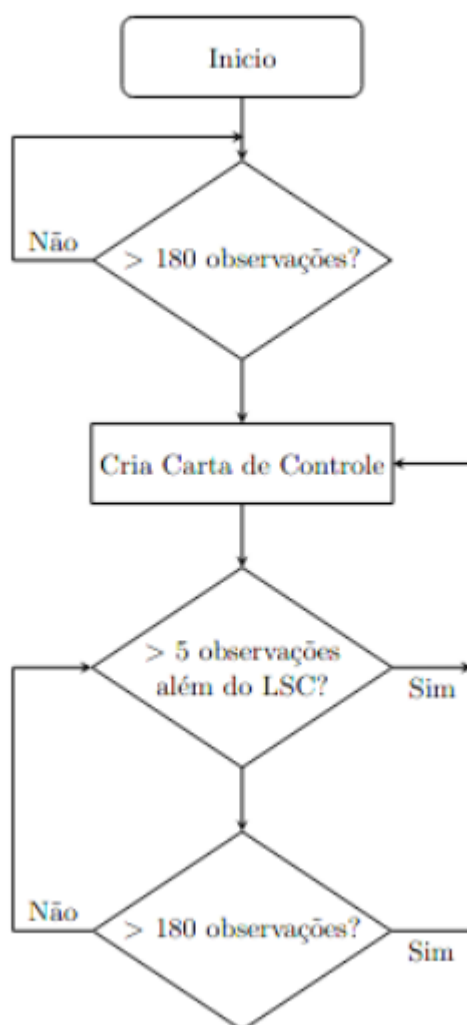 Inicio
Não
> 180 observações?
Cria Carta de Controle
> 5 observações
além do LSC?
Sim
Não
> 180 observações?
Sim